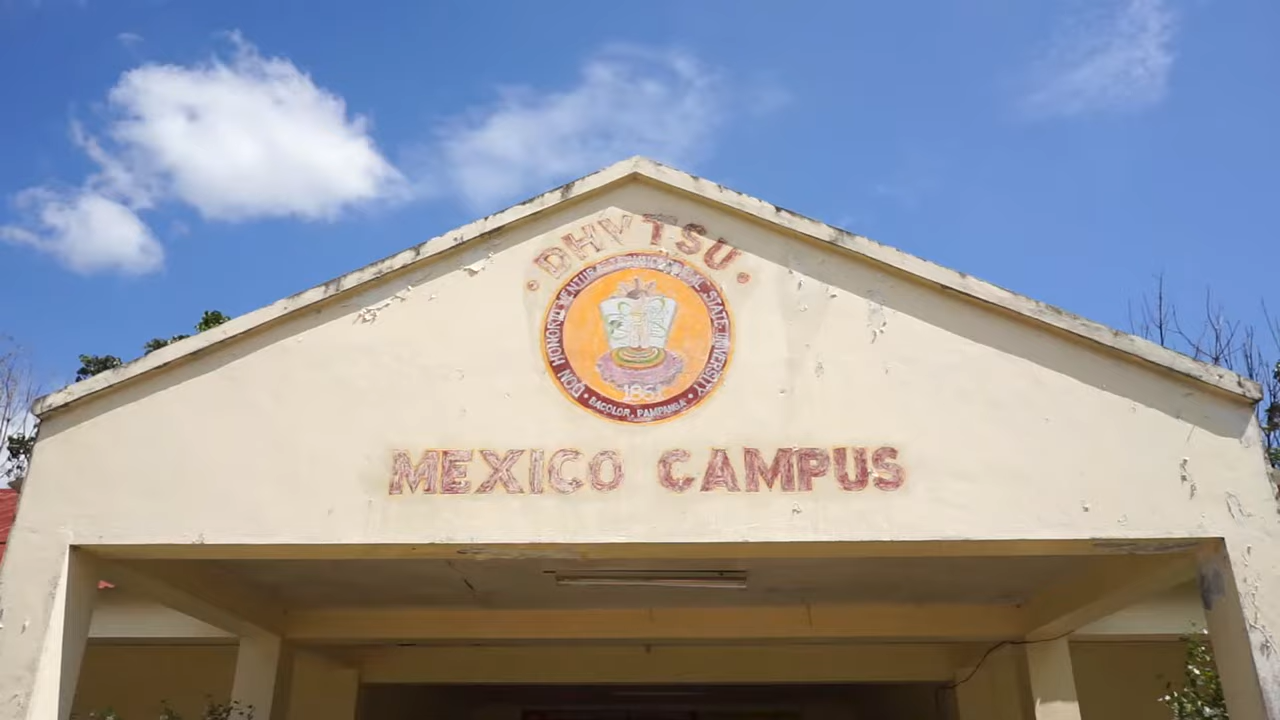 • DHVTSU •
DON HONORIO VENTURA TECHNOLOGICAL STATE UNIVERSITY
1861
• BACOLOR, PAMPANGA •
MEXICO CAMPUS